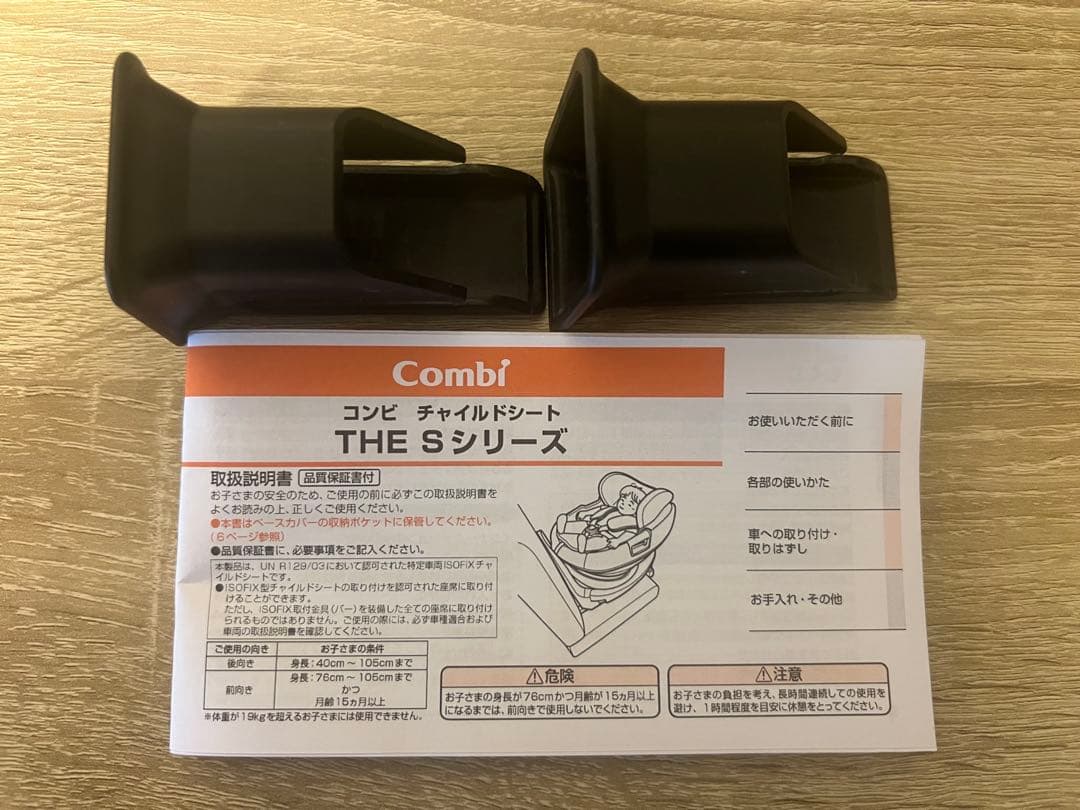 Combi
コンビ チャイルドシート
THE Sシリーズ
取扱説明書 品質保証書付
お子さまの安全のため、ご使用の前に必ずこの取扱説明書を
よくお読みの上、正しくご使用ください。
●本書はベースカバーの収納ポケットに保管してください。
(6ページ参照)
●品質保証書に、必要事項をご記入ください。
本製品は、UN R129/03において認可された特定車両ISOFIXチャ
イルドシートです。
●ISOFIX型チャイルドシートの取り付けを認可された座席に取り付
けることができます。
ただし、ISOFIX取付金具(バー)を装備した全ての座席に取り付け
られるものではありません。ご使用の際には、必ず車種適合および
車両の取扱説明書を確認してください。
ご使用の向き お子さまの条件
後向き 身長:40cm~105cmまで
前向き 身長:76cm~105cmまで
かつ
月齢15ヵ月以上
※体重が19kgを超えるお子さまには使用できません。
⚠危険
お子さまの身長が76cmかつ月齢が15ヵ月以上
になるまでは、前向きで使用しないでください。
⚠注意
お子さまの負担を考え、長時間連続しての使用を
避け、1時間程度を目安に休憩をとってください。
お使いいただく前に
各部の使いかた
車への取り付け・
取りはずし
お手入れ・その他